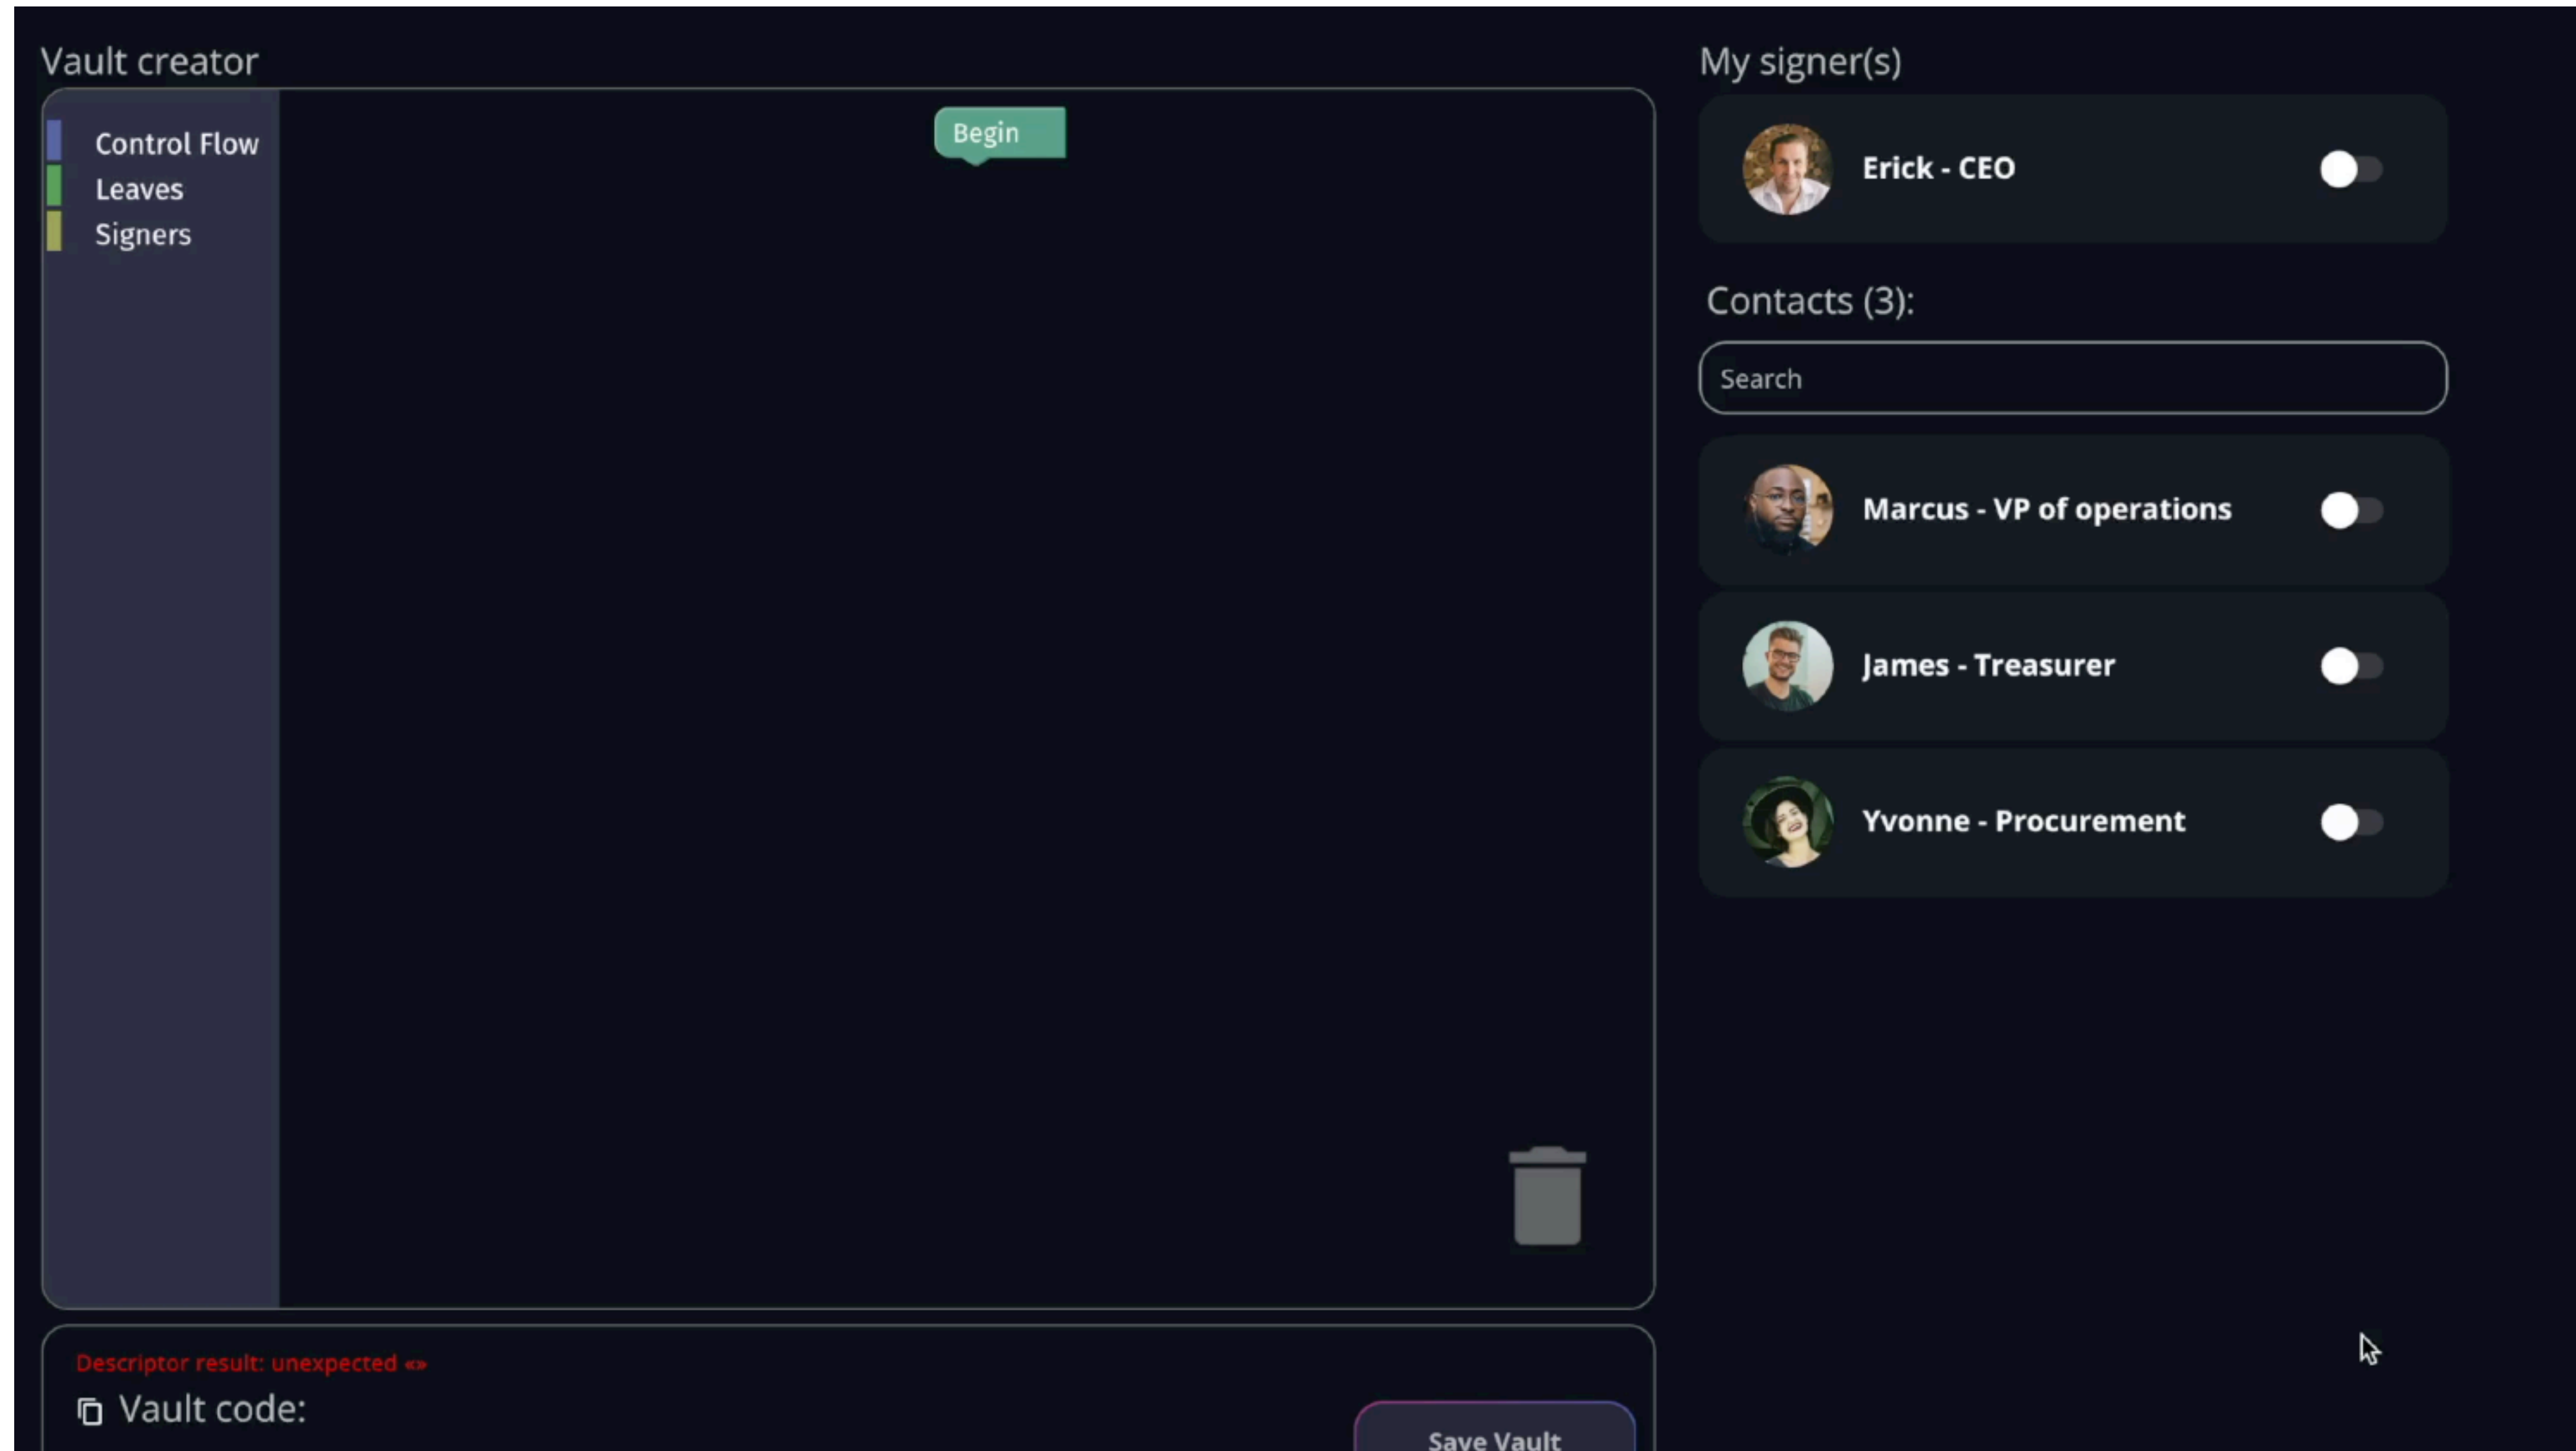 Vault creator
Control Flow
Leaves
Signers
Begin
Descriptor result: unexpected «»
Vault code:
Save Vault
My signer(s)
Erick - CEO
Contacts (3):
Search
Marcus - VP of operations
James - Treasurer
Yvonne - Procurement